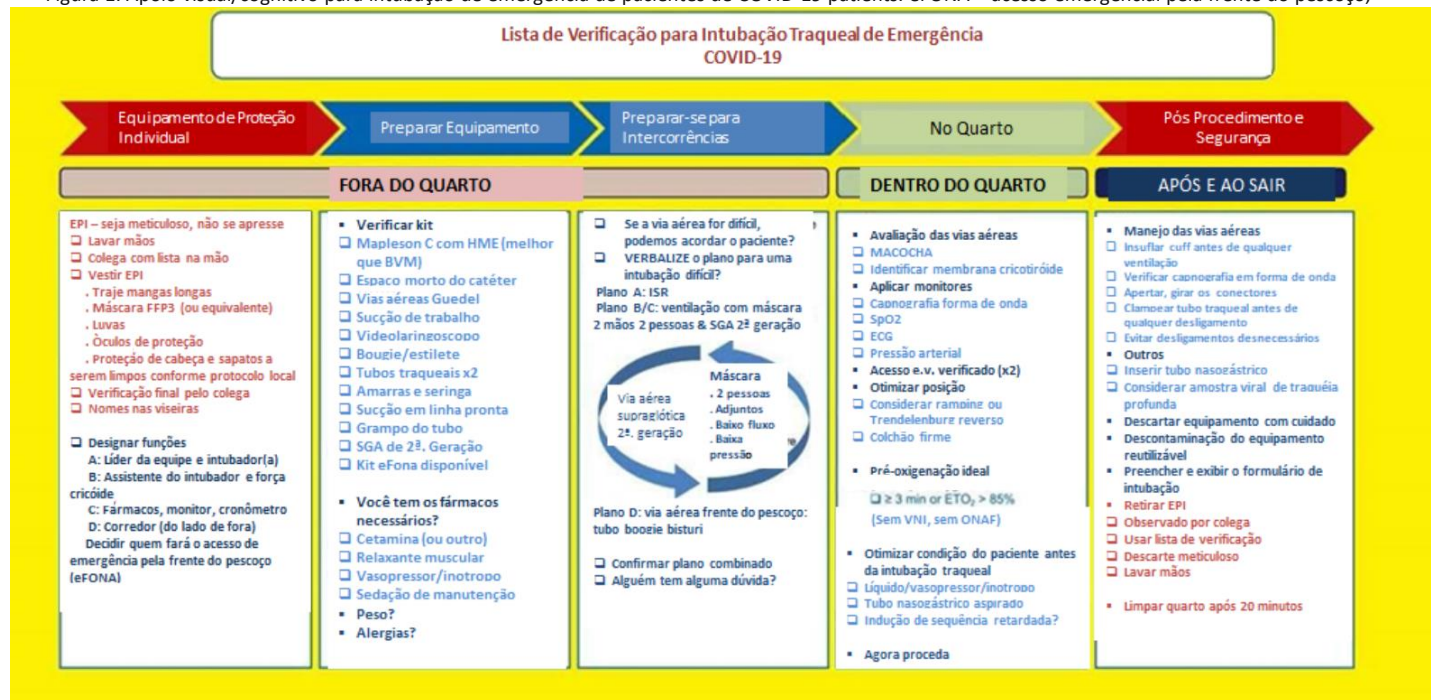 Lista de Verificação para Intubação Traqueal de Emergência
COVID-19
Equipamento de Proteção
Individual
Preparar Equipamento
Preparar-se para
Intercorrências
No Quarto
Pós Procedimento e
Segurança
FORA DO QUARTO
DENTRO DO QUARTO
APÓS E AO SAIR
EPI – seja meticuloso, não se apresse
❑ Lavar mãos
❑ Colega com lista na mão
❑ Vestir EPI
. Traje mangas longas
. Máscara FFP3 (ou equivalente)
. Luvas
. Òculos de proteção
. Proteção de cabeça e sapatos a
serem limpos conforme protocolo local
❑ Verificação final pelo colega
❑ Nomes nas viseiras
❑ Designar funções
A: Líder da equipe e intubador(a)
B: Assistente do intubador e força
cricóide
C: Fármacos, monitor, cronômetro
D: Corredor (do lado de fora)
Decidir quem fará o acesso de
emergência pela frente do pescoço
(eFONA)
▪ Verificar kit
❑ Mapleson C com HME (melhor
que BVM)
❑ Espaco morto do catéter
❑ Vias aéreas Guedel
❑ Sucção de trabalho
❑ Videolaringoscopo
❑ Bougie/estilete
❑ Tubos traqueais x2
❑ Amarras e seringa
❑ Sucção em linha pronta
❑ Grampo do tubo
❑ SGA de 2ª. Geração
❑ Kit eFona disponível
▪ Você tem os fármacos
necessários?
❑ Cetamina (ou outro)
❑ Relaxante muscular
❑ Vasopressor/inotropo
❑ Sedação de manutenção
▪ Peso?
▪ Alergias?
❑ Se a via aérea for difícil,
podemos acordar o paciente?
❑ VERBALIZE o plano para uma
intubação difícil?
Plano A: ISR
Plano B/C: ventilação com máscara
2 mãos 2 pessoas & SGA 2ª geração
Via aérea
supraglótica
2ª. geração
Máscara
. 2 pessoas
. Adjuntos
. Baixo fluxo
. Baixa
pressão
Plano D: via aérea frente do pescoço:
tubo boogie bisturi
❑ Confirmar plano combinado
❑ Alguém tem alguma dúvida?
▪ Avaliação das vias aéreas
❑ MACOCHA
❑ Identificar membrana cricotiróide
▪ Aplicar monitores
❑ Capnografia forma de onda
❑ SpO2
❑ ECG
❑ Pressão arterial
▪ Acesso e.v. verificado (x2)
▪ Otimizar posição
❑ Considerar ramping ou
Trendelenburg reverso
❑ Colchão firme
▪ Pré-oxigenação ideal
❑ ≥ 3 min or ETO₂ > 85%
(Sem VNI, sem ONAF)
▪ Otimizar condição do paciente antes
da intubação traqueal
❑ Líquido/vasopressor/inotropo
❑ Tubo nasogástrico aspirado
❑ Indução de sequência retardada?
▪ Agora proceda
▪ Manejo das vias aéreas
❑ Insuflar cuff antes de qualquer
ventilação
❑ Verificar capnografia em forma de onda
❑ Apertar, girar os conectores
❑ Clampear tubo traqueal antes de
qualquer desligamento
❑ Evitar desligamentos desnecessários
▪ Outros
❑ Inserir tubo nasogástrico
❑ Considerar amostra viral de traquéia
profunda
▪ Descartar equipamento com cuidado
▪ Descontaminação do equipamento
reutilizável
▪ Preencher e exibir o formulário de
intubação
▪ Retirar EPI
❑ Observado por colega
❑ Usar lista de verificação
❑ Descarte meticuloso
❑ Lavar mãos
▪ Limpar quarto após 20 minutos